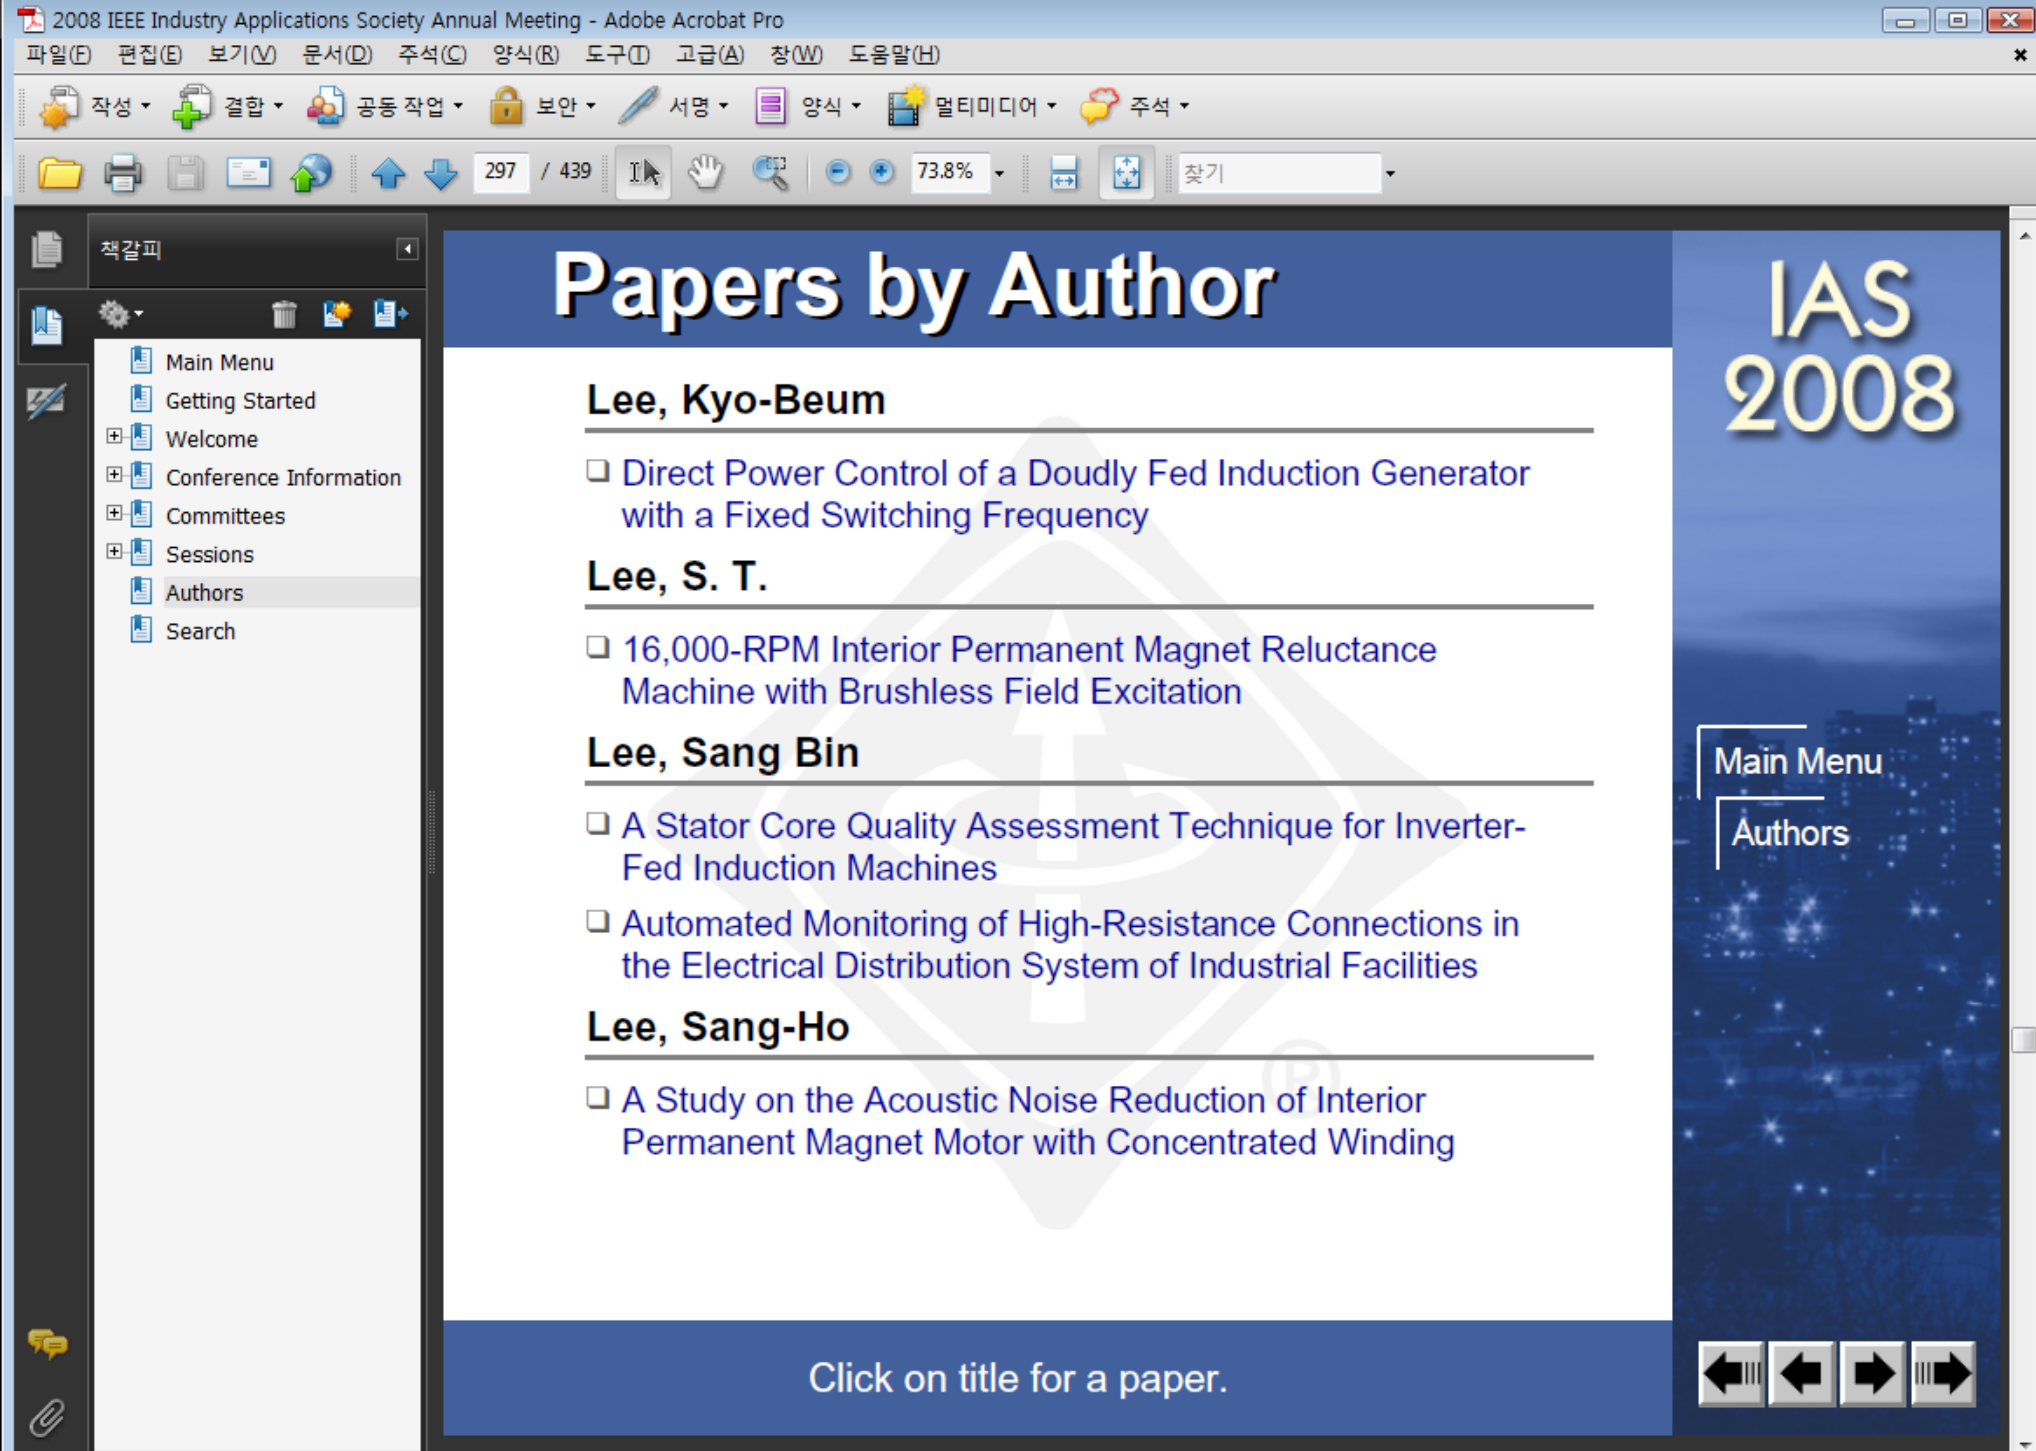 2008 IEEE Industry Applications Society Annual Meeting - Adobe Acrobat Pro
파일(F) 편집(E) 보기(V) 문서(D) 주석(C) 양식(R) 도구(T) 고급(A) 창(W) 도움말(H)
작성 결합 공동 작업 보안 서명 양식 멀티미디어 주석
297 / 439 73.8% 찾기
책갈피
Main Menu
Getting Started
Welcome
Conference Information
Committees
Sessions
Authors
Search
Papers by Author
Lee, Kyo-Beum
Direct Power Control of a Doudly Fed Induction Generator
with a Fixed Switching Frequency
Lee, S. T.
16,000-RPM Interior Permanent Magnet Reluctance
Machine with Brushless Field Excitation
Lee, Sang Bin
A Stator Core Quality Assessment Technique for Inverter-
Fed Induction Machines
Automated Monitoring of High-Resistance Connections in
the Electrical Distribution System of Industrial Facilities
Lee, Sang-Ho
A Study on the Acoustic Noise Reduction of Interior
Permanent Magnet Motor with Concentrated Winding
®
Click on title for a paper.
IAS
2008
Main Menu
Authors